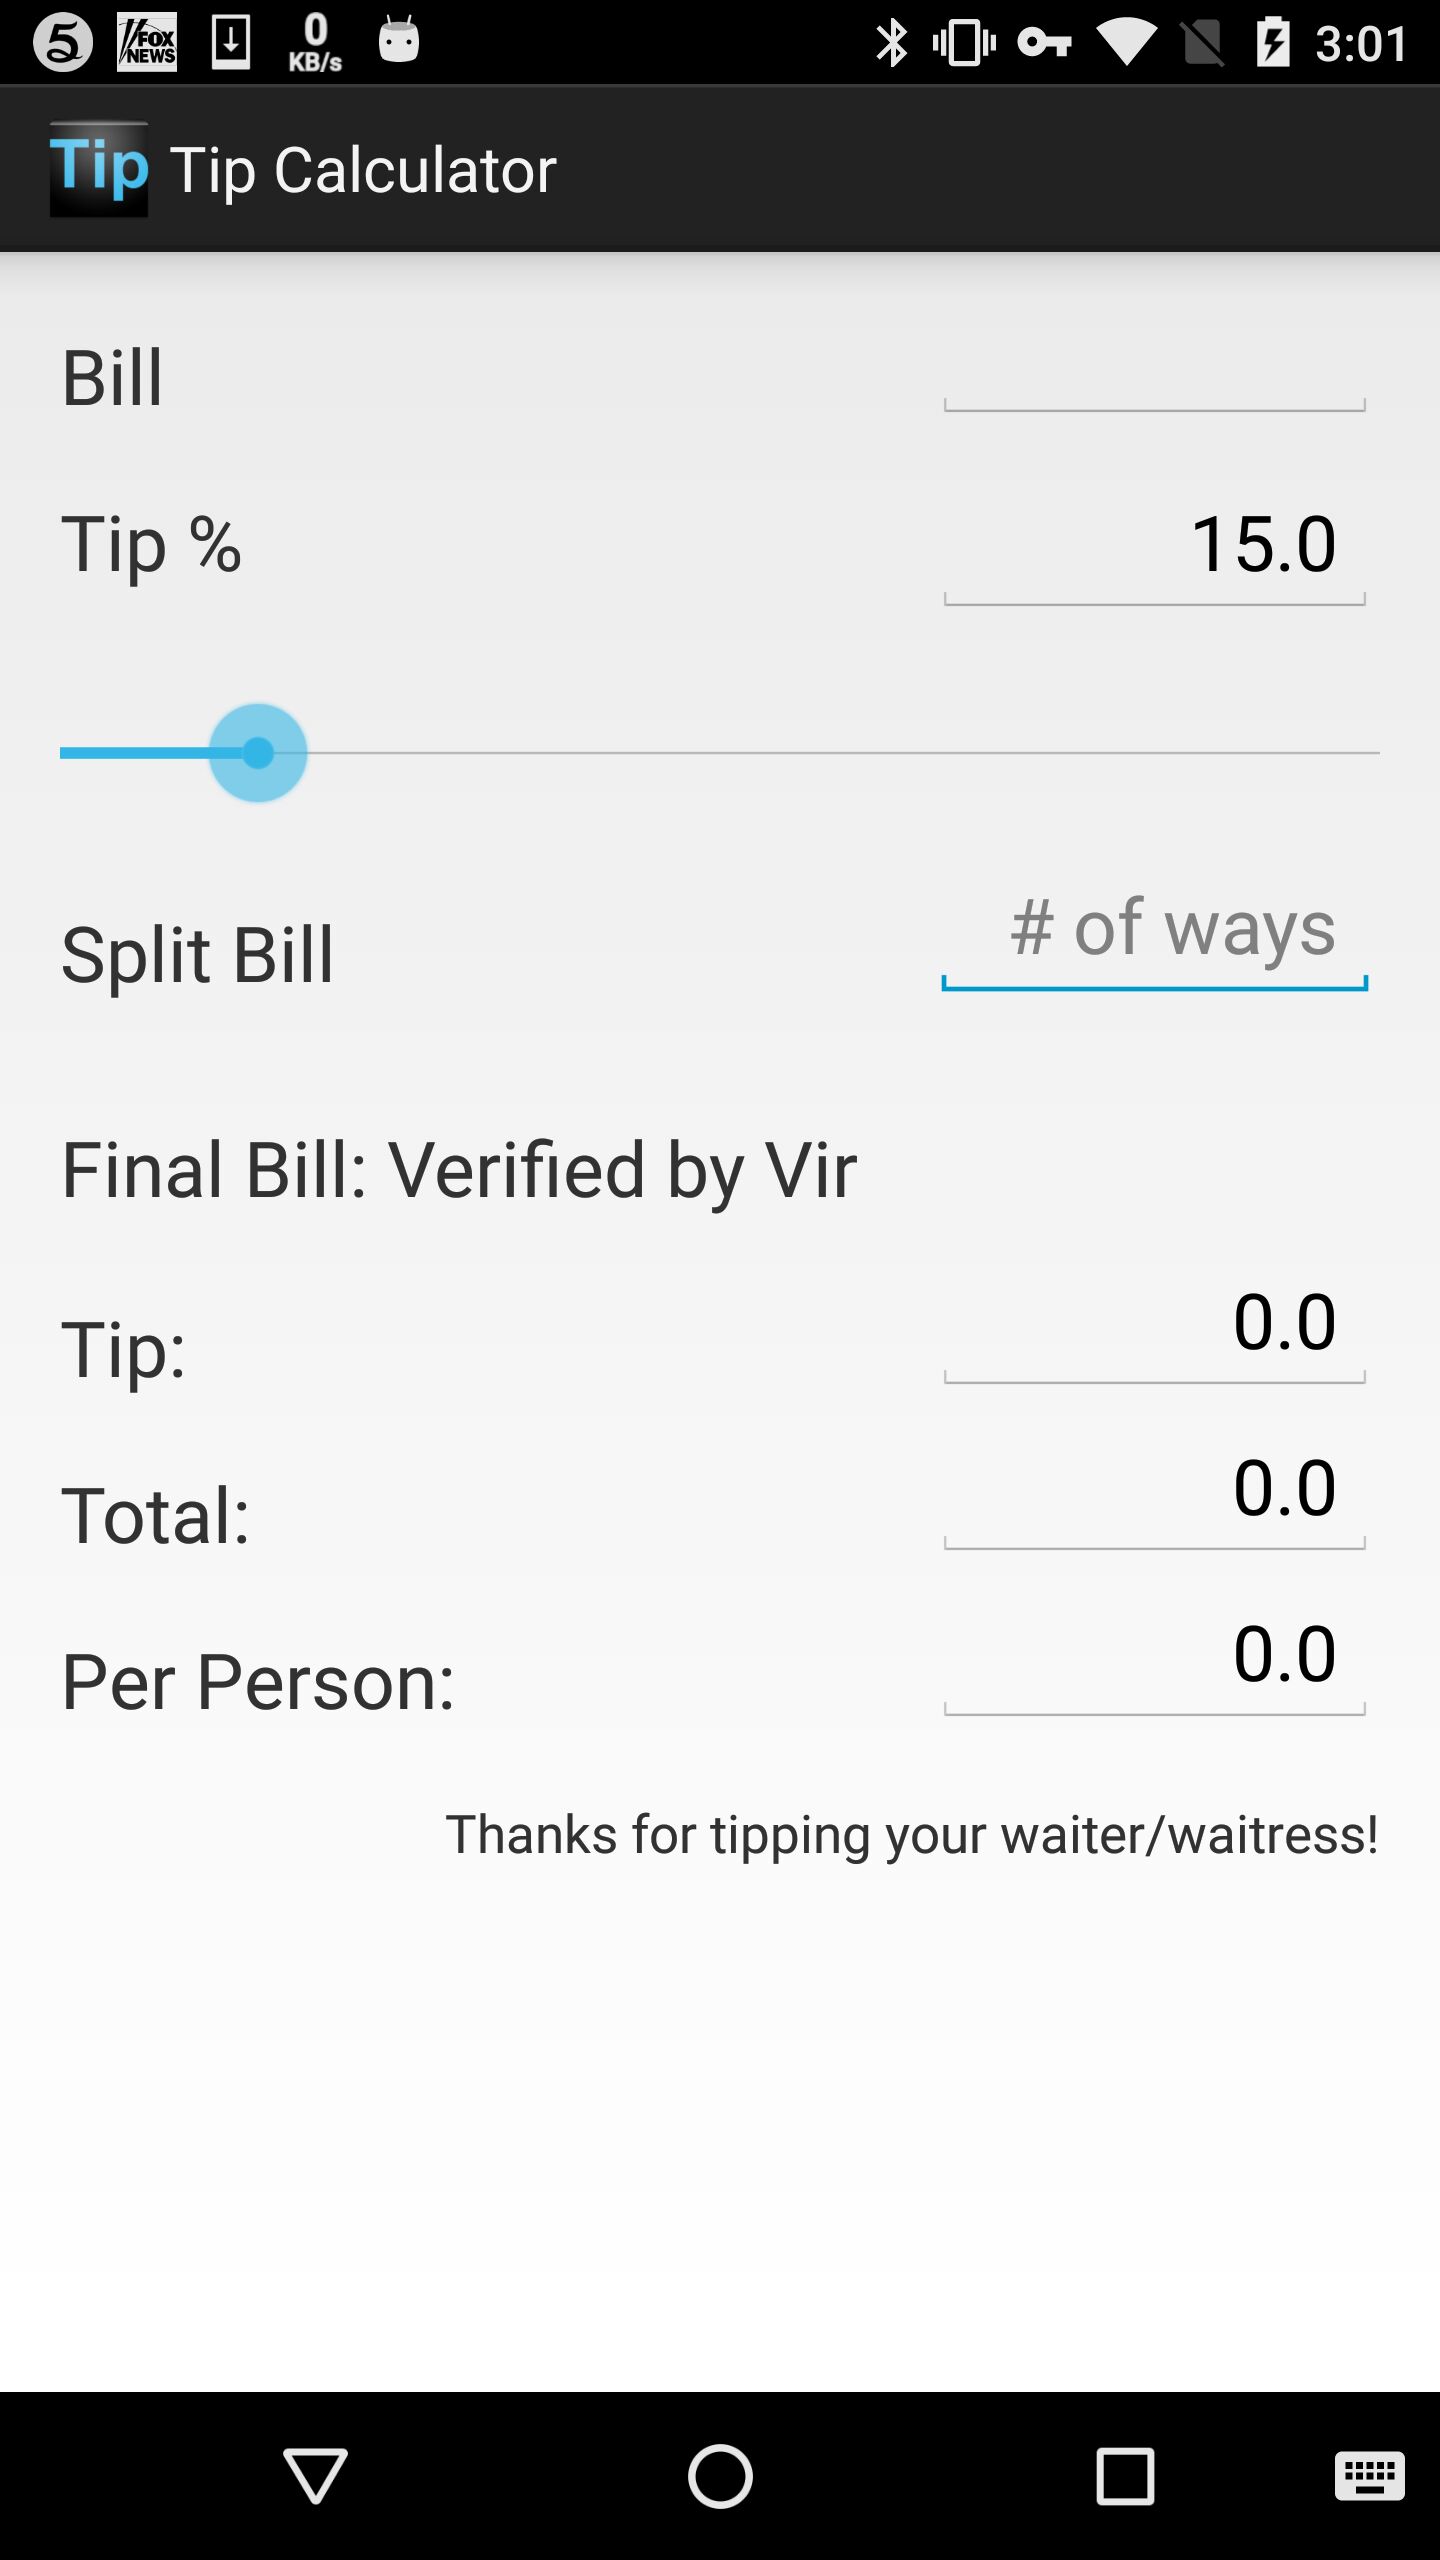 5 FOX NEWS 0 KB/s 3:01
Tip Tip Calculator
Bill
Tip % 15.0
Split Bill # of ways
Final Bill: Verified by Vir
Tip: 0.0
Total: 0.0
Per Person: 0.0
Thanks for tipping your waiter/waitress!